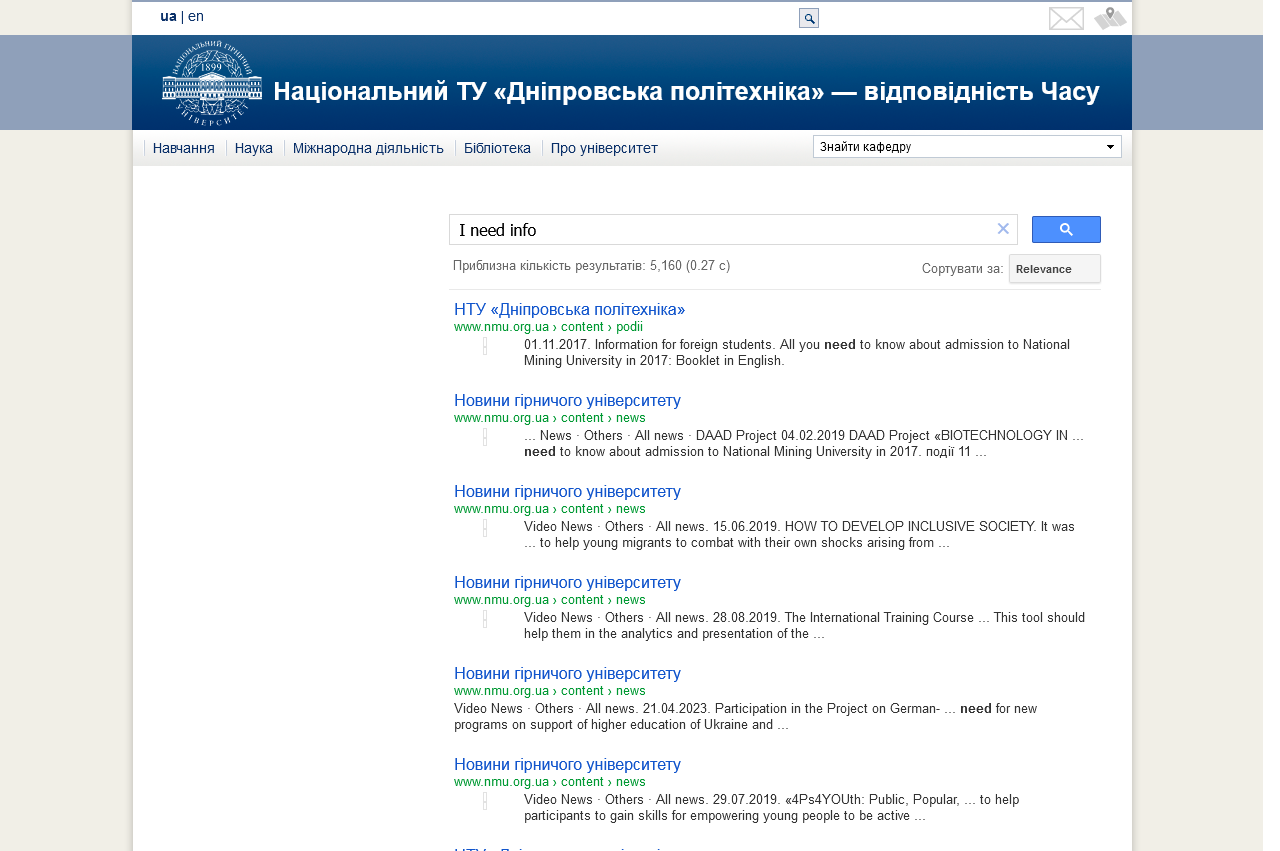 ua | en
НАЦІОНАЛЬНИЙ ГІРНИЧИЙ
1899
УНІВЕРСИТЕТ
Національний ТУ «Дніпровська політехніка» — відповідність Часу
Навчання Наука Міжнародна діяльність Бібліотека Про університет Знайти кафедру
I need info
Приблизна кількість результатів: 5,160 (0.27 с) Сортувати за: Relevance
НТУ «Дніпровська політехніка»
www.nmu.org.ua › content › podii
01.11.2017. Information for foreign students. All you need to know about admission to National
Mining University in 2017: Booklet in English.
Новини гірничого університету
www.nmu.org.ua › content › news
... News · Others · All news · DAAD Project 04.02.2019 DAAD Project «BIOTECHNOLOGY IN ...
need to know about admission to National Mining University in 2017. події 11 ...
Новини гірничого університету
www.nmu.org.ua › content › news
Video News · Others · All news. 15.06.2019. HOW TO DEVELOP INCLUSIVE SOCIETY. It was
... to help young migrants to combat with their own shocks arising from ...
Новини гірничого університету
www.nmu.org.ua › content › news
Video News · Others · All news. 28.08.2019. The International Training Course ... This tool should
help them in the analytics and presentation of the ...
Новини гірничого університету
www.nmu.org.ua › content › news
Video News · Others · All news. 21.04.2023. Participation in the Project on German- ... need for new
programs on support of higher education of Ukraine and ...
Новини гірничого університету
www.nmu.org.ua › content › news
Video News · Others · All news. 29.07.2019. «4Ps4YOUth: Public, Popular, ... to help
participants to gain skills for empowering young people to be active ...